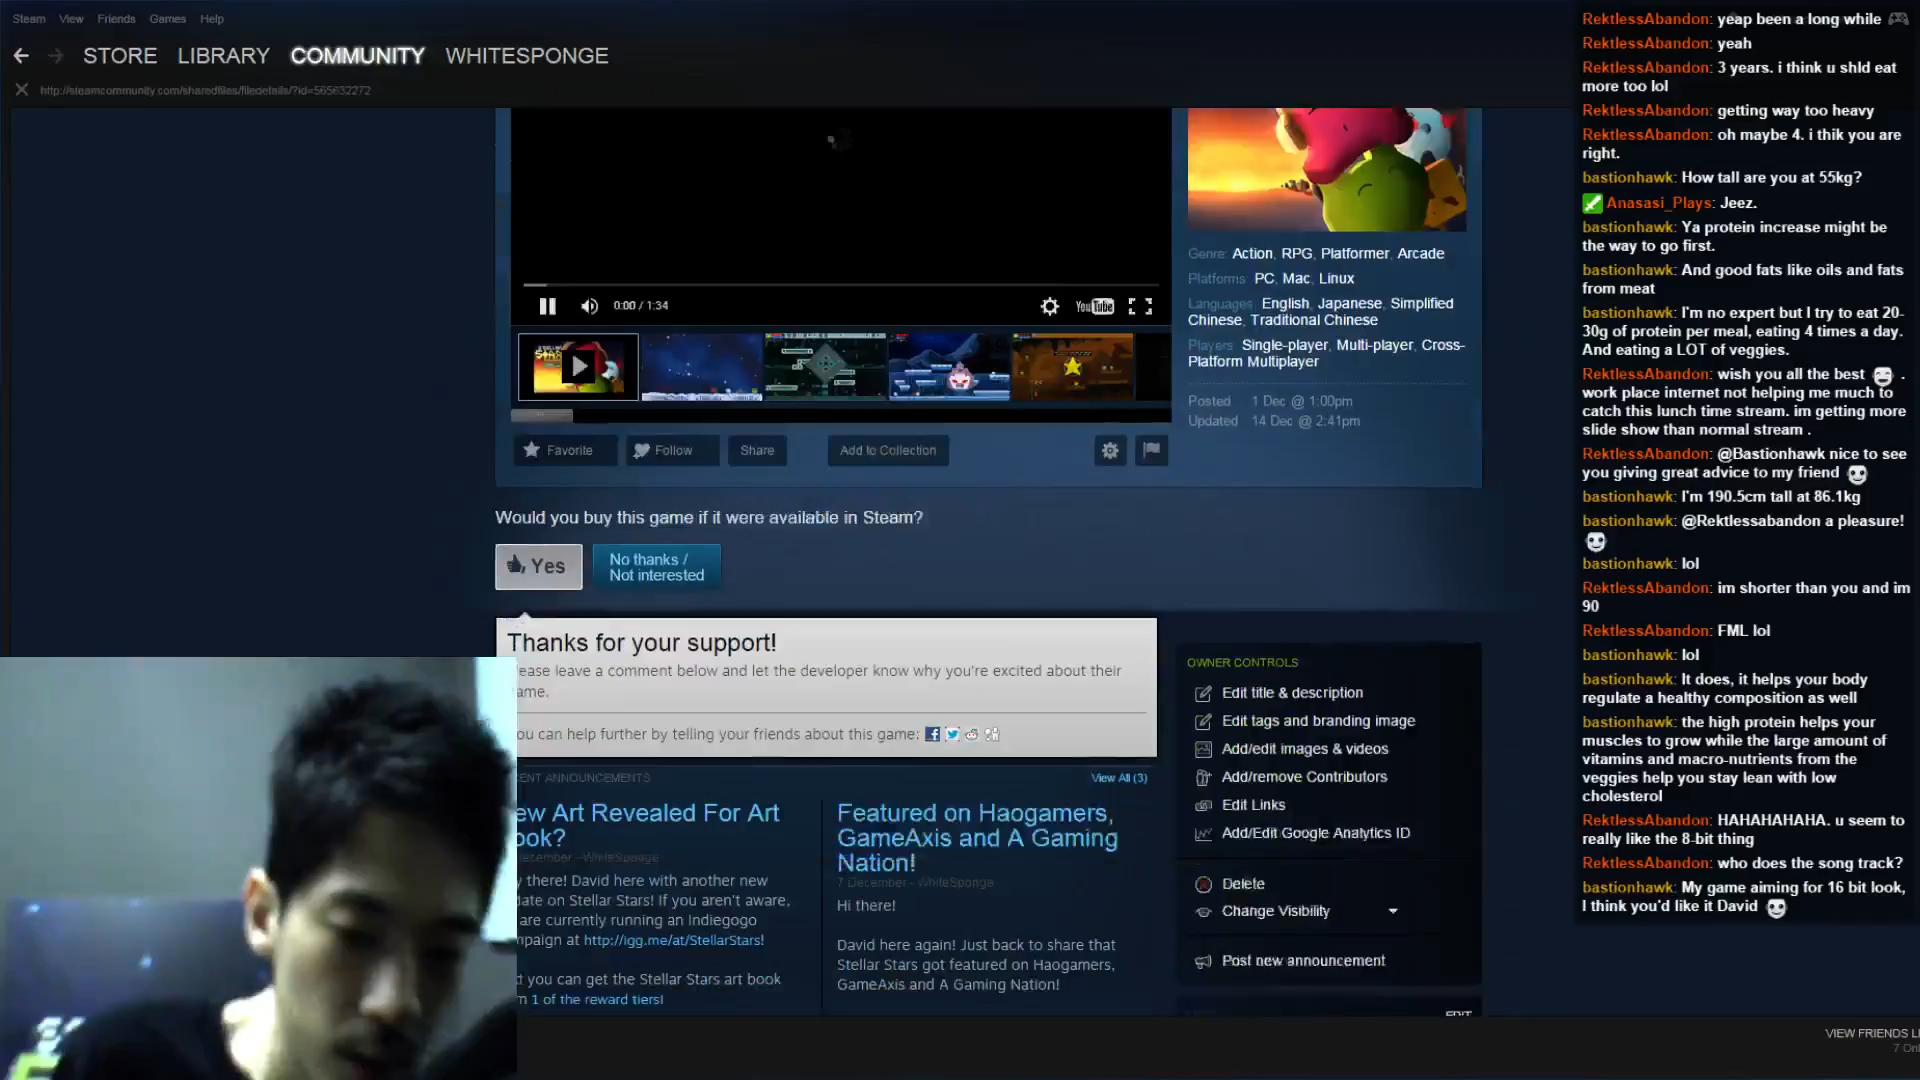 Steam View Friends Games Help
STORE LIBRARY COMMUNITY WHITESPONGE
http://steamcommunity.com/sharedfiles/filedetails/?id=565632272
0:00 / 1:34
YouTube
Favorite Follow Share Add to Collection
Genre: Action, RPG, Platformer, Arcade
Platforms PC, Mac, Linux
Languages English, Japanese, Simplified
Chinese, Traditional Chinese
Players: Single-player, Multi-player, Cross-
Platform Multiplayer
Posted 1 Dec @ 1:00pm
Updated 14 Dec @ 2:41pm
Would you buy this game if it were available in Steam?
Yes
No thanks /
Not interested
Thanks for your support!
ease leave a comment below and let the developer know why you're excited about their
ame.
ou can help further by telling your friends about this game:
ENT ANNOUNCEMENTS View All (3)
ew Art Revealed For Art
ook?
ecember - WhiteSponge
y there! David here with another new
date on Stellar Stars! If you aren't aware,
are currently running an Indiegogo
mpaign at http://igg.me/at/StellarStars!
d you can get the Stellar Stars art book
m 1 of the reward tiers!
Featured on Haogamers,
GameAxis and A Gaming
Nation!
7 December - WhiteSponge
Hi there!
David here again! Just back to share that
Stellar Stars got featured on Haogamers,
GameAxis and A Gaming Nation!
OWNER CONTROLS
Edit title & description
Edit tags and branding image
Add/edit images & videos
Add/remove Contributors
Edit Links
Add/Edit Google Analytics ID
Delete
Change Visibility
Post new announcement
EDIT
VIEW FRIENDS LI
7 Onl
RektlessAbandon: yeap been a long while
RektlessAbandon: yeah
RektlessAbandon: 3 years. i think u shld eat
more too lol
RektlessAbandon: getting way too heavy
RektlessAbandon: oh maybe 4. i thik you are
right.
bastionhawk: How tall are you at 55kg?
Anasasi_Plays: Jeez.
bastionhawk: Ya protein increase might be
the way to go first.
bastionhawk: And good fats like oils and fats
from meat
bastionhawk: I'm no expert but I try to eat 20-
30g of protein per meal, eating 4 times a day.
And eating a LOT of veggies.
RektlessAbandon: wish you all the best .
work place internet not helping me much to
catch this lunch time stream. im getting more
slide show than normal stream .
RektlessAbandon: @Bastionhawk nice to see
you giving great advice to my friend
bastionhawk: I'm 190.5cm tall at 86.1kg
bastionhawk: @Rektlessabandon a pleasure!
bastionhawk: lol
RektlessAbandon: im shorter than you and im
90
RektlessAbandon: FML lol
bastionhawk: lol
bastionhawk: It does, it helps your body
regulate a healthy composition as well
bastionhawk: the high protein helps your
muscles to grow while the large amount of
vitamins and macro-nutrients from the
veggies help you stay lean with low
cholesterol
RektlessAbandon: HAHAHAHAHA. u seem to
really like the 8-bit thing
RektlessAbandon: who does the song track?
bastionhawk: My game aiming for 16 bit look,
I think you'd like it David